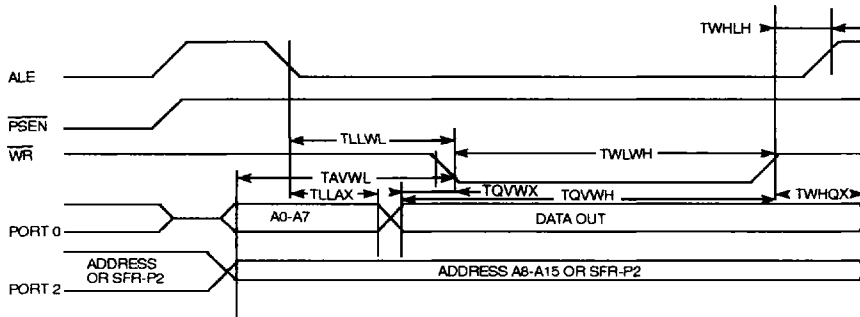 TWHLH
ALE
PSEN
TLLWL
TWLWH
WR
TAVWL
TLLAX
TQVWX
TQVWH
TWHQX
A0-A7
DATA OUT
PORT 0
ADDRESS
OR SFR-P2
ADDRESS A8-A15 OR SFR-P2
PORT 2